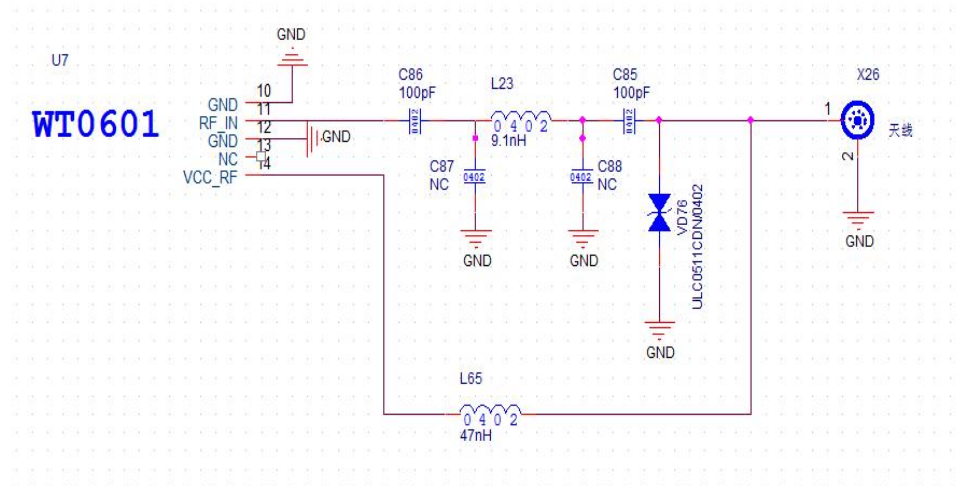 GND
U7
WT0601
GND 10
RF_IN 11
GND 12
NC 13
VCC_RF 14
GND
C86
100pF
0402
L23
0402
9.1nH
C85
100pF
0402
X26
1
2
天线
C87
NC
0402
C88
NC
0402
VD76
ULC0511CDN/0402
GND
GND
GND
GND
L65
0402
47nH